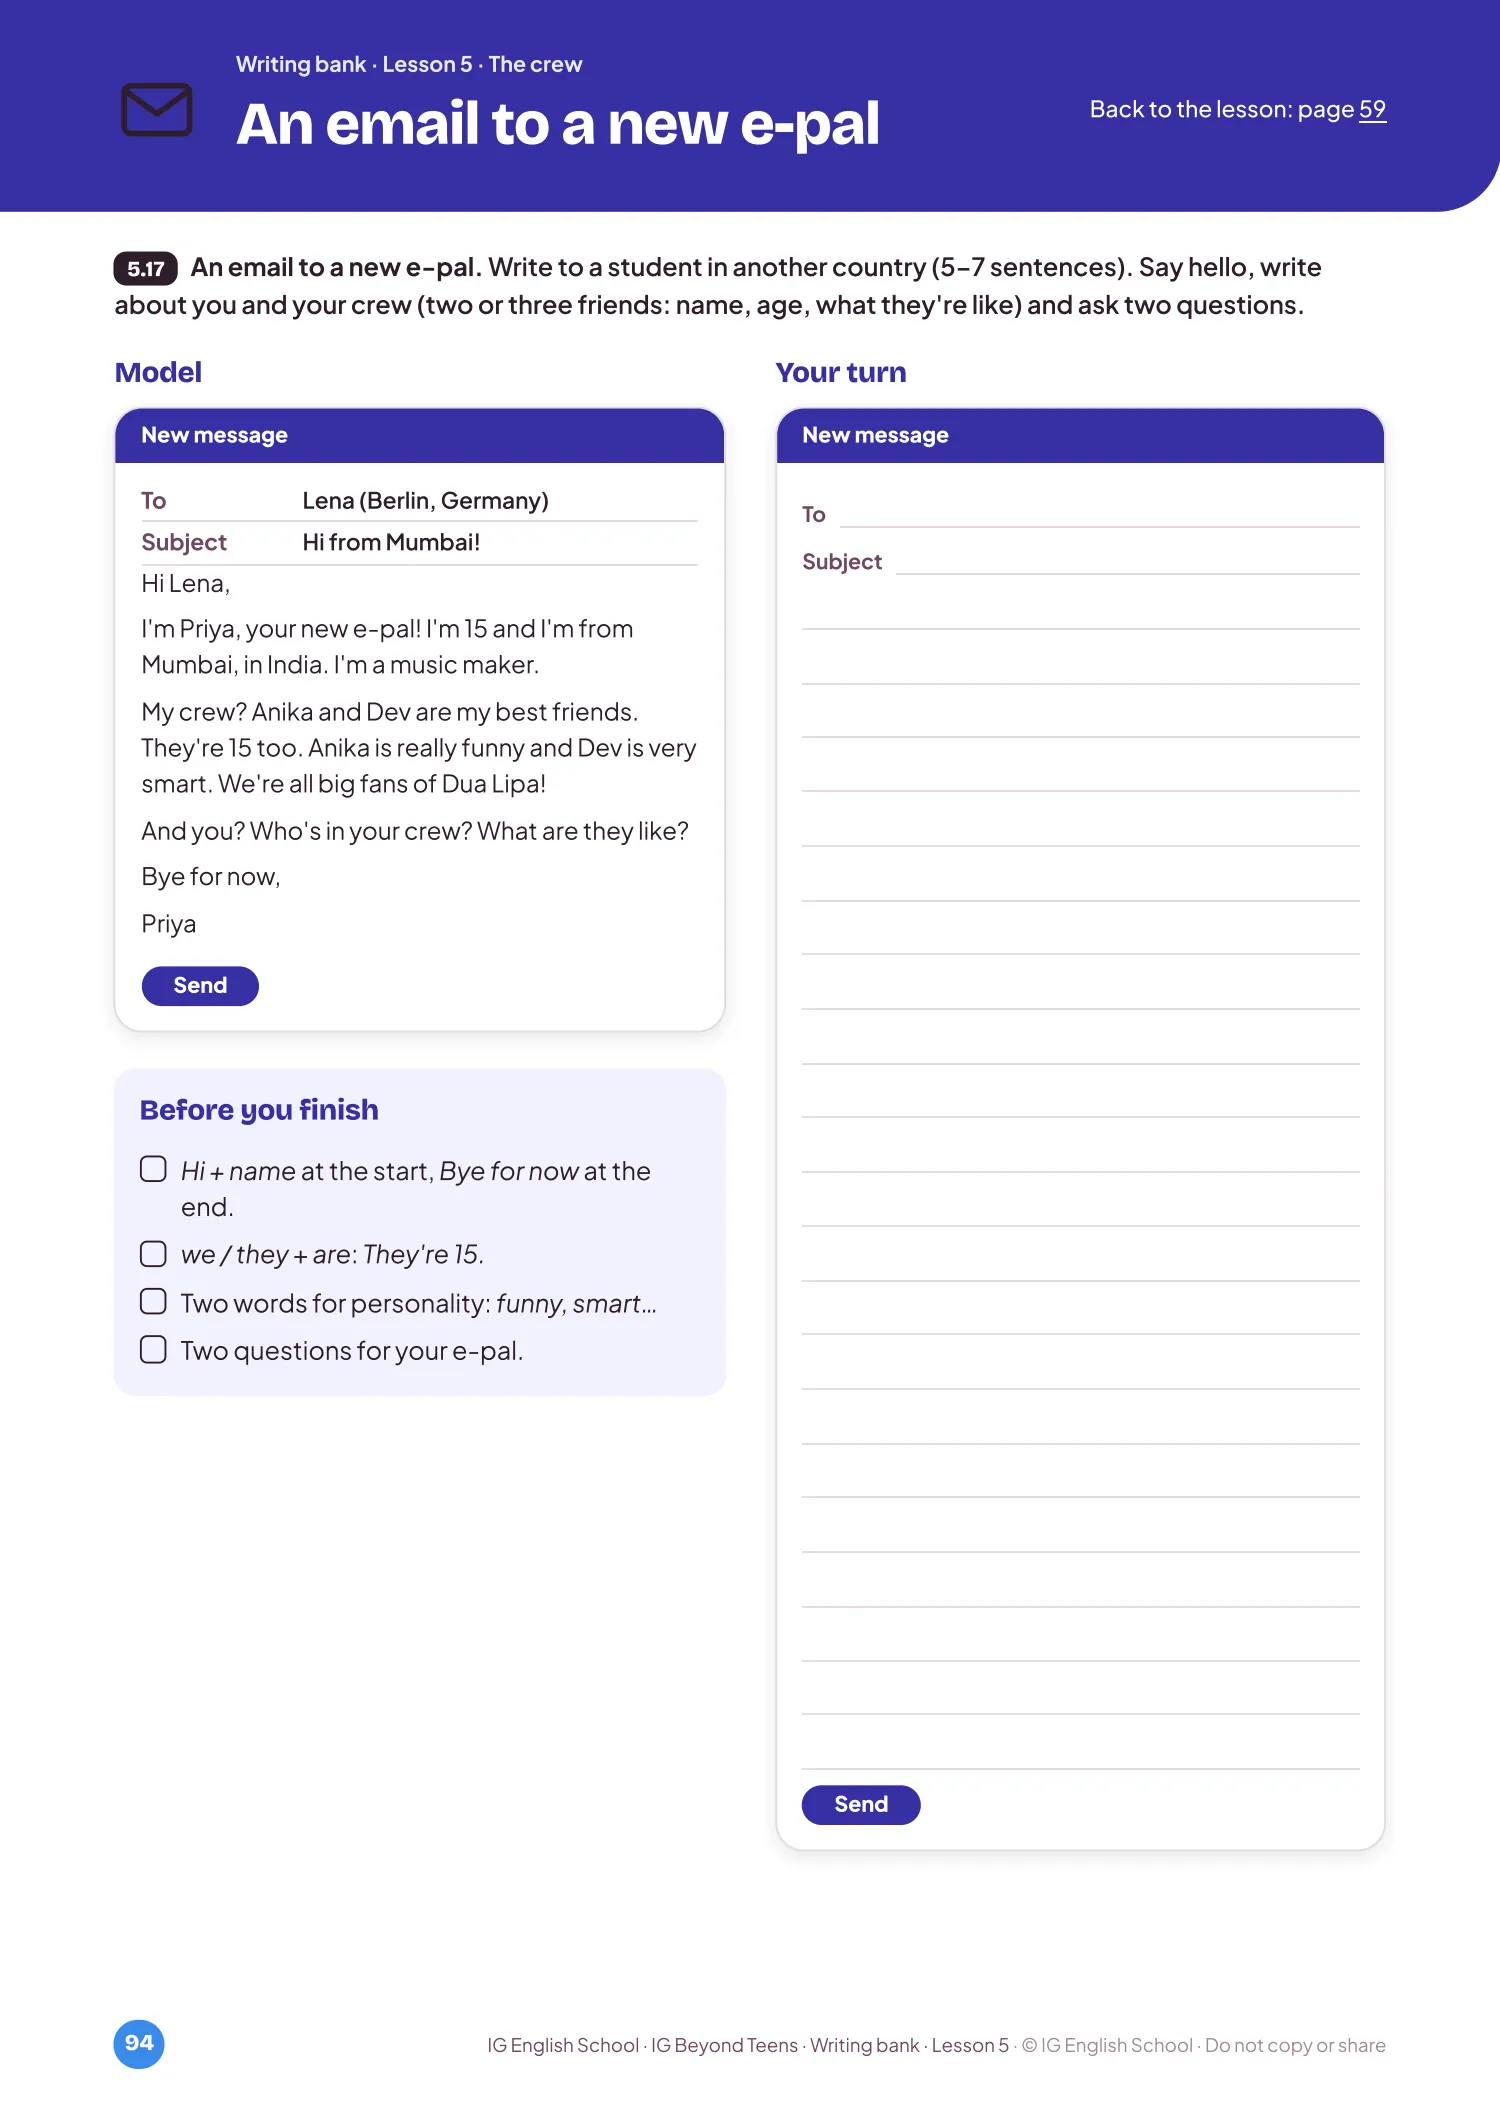 Writing bank · Lesson 5 · The crew
An email to a new e-pal
Back to the lesson: page 59
5.17 An email to a new e-pal. Write to a student in another country (5–7 sentences). Say hello, write
about you and your crew (two or three friends: name, age, what they're like) and ask two questions.
Model
New message
To Lena (Berlin, Germany)
Subject Hi from Mumbai!
Hi Lena,
I'm Priya, your new e-pal! I'm 15 and I'm from
Mumbai, in India. I'm a music maker.
My crew? Anika and Dev are my best friends.
They're 15 too. Anika is really funny and Dev is very
smart. We're all big fans of Dua Lipa!
And you? Who's in your crew? What are they like?
Bye for now,
Priya
Send
Before you finish
Hi + name at the start, Bye for now at the
end.
we / they + are: They're 15.
Two words for personality: funny, smart...
Two questions for your e-pal.
Your turn
New message
To
Subject
Send
94
IG English School · IG Beyond Teens · Writing bank · Lesson 5 · © IG English School · Do not copy or share